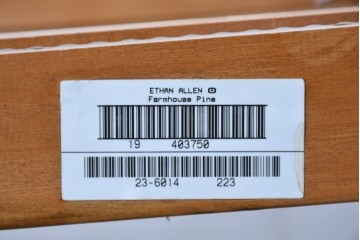 ETHAN ALLEN
Farmhouse Pine
19 403750
23-6014 223